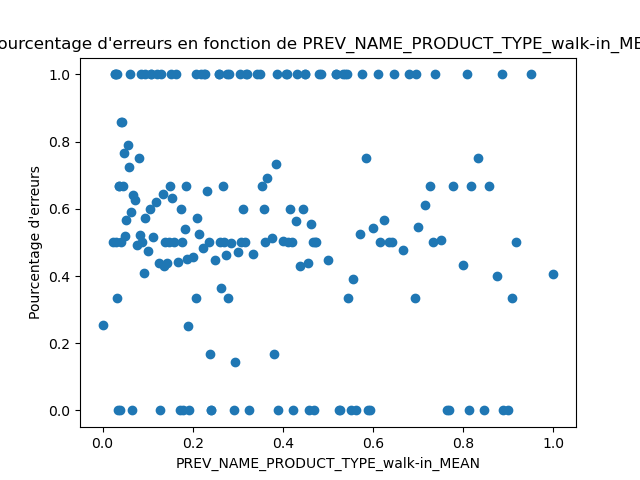 ourcentage d'erreurs en fonction de PREV_NAME_PRODUCT_TYPE_walk-in_ME
1.0
0.8
0.6
0.4
0.2
0.0
Pourcentage d'erreurs
0.0 0.2 0.4 0.6 0.8 1.0
PREV_NAME_PRODUCT_TYPE_walk-in_MEAN